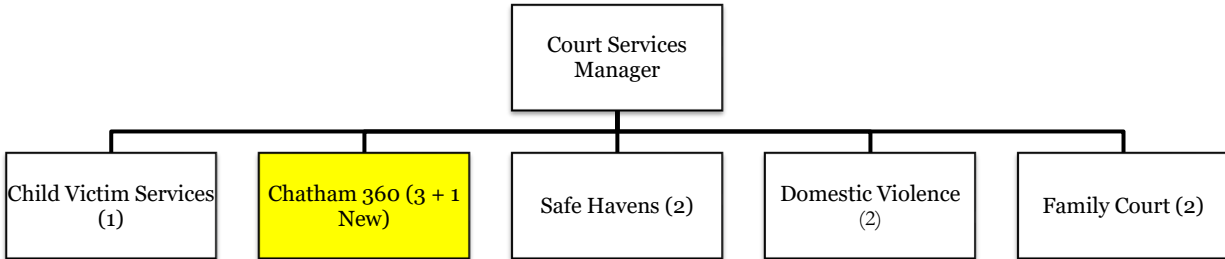 Court Services
Manager
Child Victim Services
(1)
Chatham 360 (3 + 1
New)
Safe Havens (2)
Domestic Violence
(2)
Family Court (2)